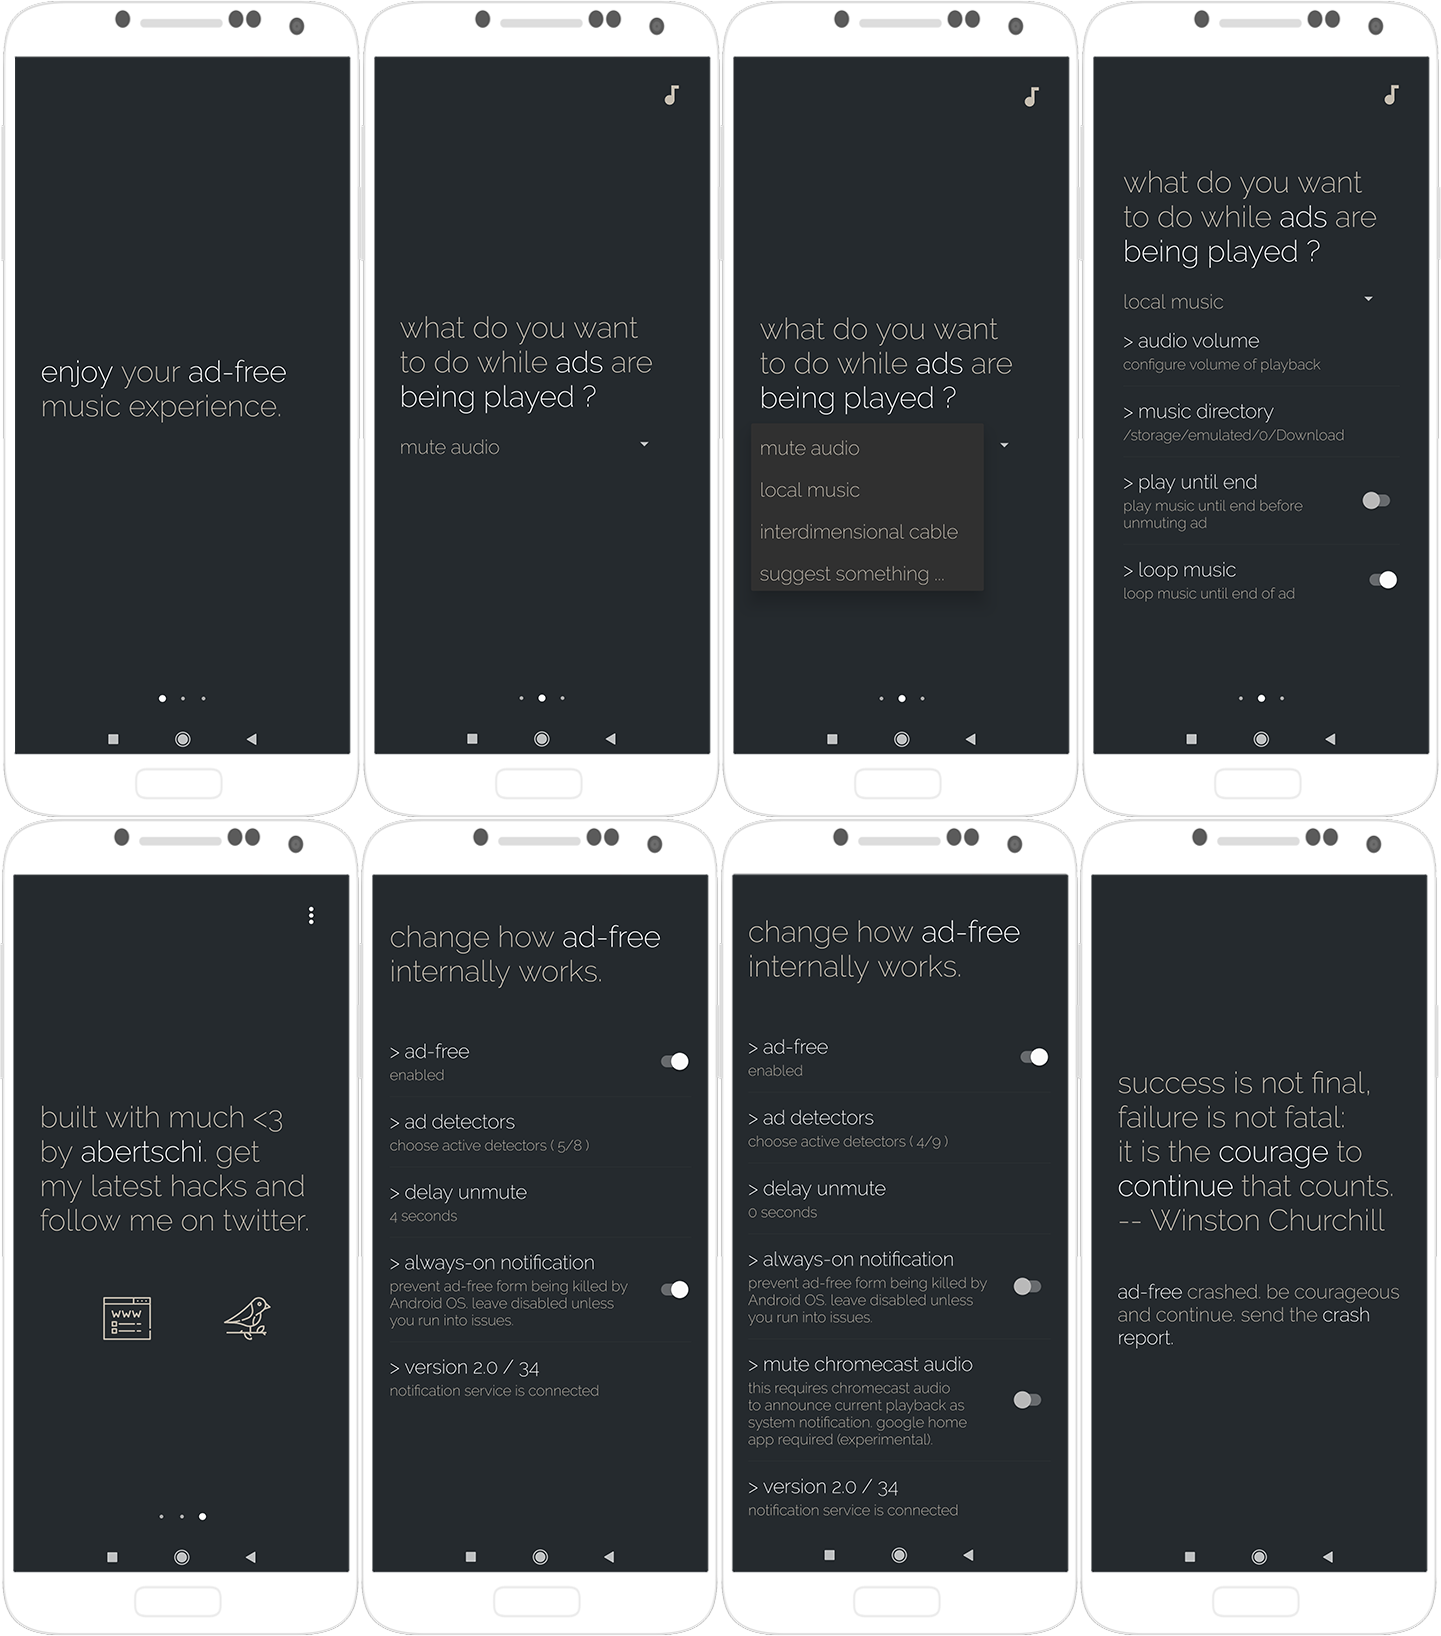 enjoy your ad-free
music experience.
what do you want
to do while ads are
being played ?
mute audio
what do you want
to do while ads are
being played ?
mute audio
local music
interdimensional cable
suggest something ...
what do you want
to do while ads are
being played ?
local music
> audio volume
configure volume of playback
> music directory
/storage/emulated/0/Download
> play until end
play music until end before
unmuting ad
> loop music
loop music until end of ad
built with much <3
by abertschi. get
my latest hacks and
follow me on twitter.
WWW
change how ad-free
internally works.
> ad-free
enabled
> ad detectors
choose active detectors ( 5/8 )
> delay unmute
4 seconds
> always-on notification
prevent ad-free form being killed by
Android OS. leave disabled unless
you run into issues.
> version 2.0 / 34
notification service is connected
change how ad-free
internally works.
> ad-free
enabled
> ad detectors
choose active detectors ( 4/9 )
> delay unmute
0 seconds
> always-on notification
prevent ad-free form being killed by
Android OS. leave disabled unless
you run into issues.
> mute chromecast audio
this requires chromecast audio
to announce current playback as
system notification. google home
app required (experimental).
> version 2.0 / 34
notification service is connected
success is not final,
failure is not fatal:
it is the courage to
continue that counts.
-- Winston Churchill
ad-free crashed. be courageous
and continue. send the crash
report.